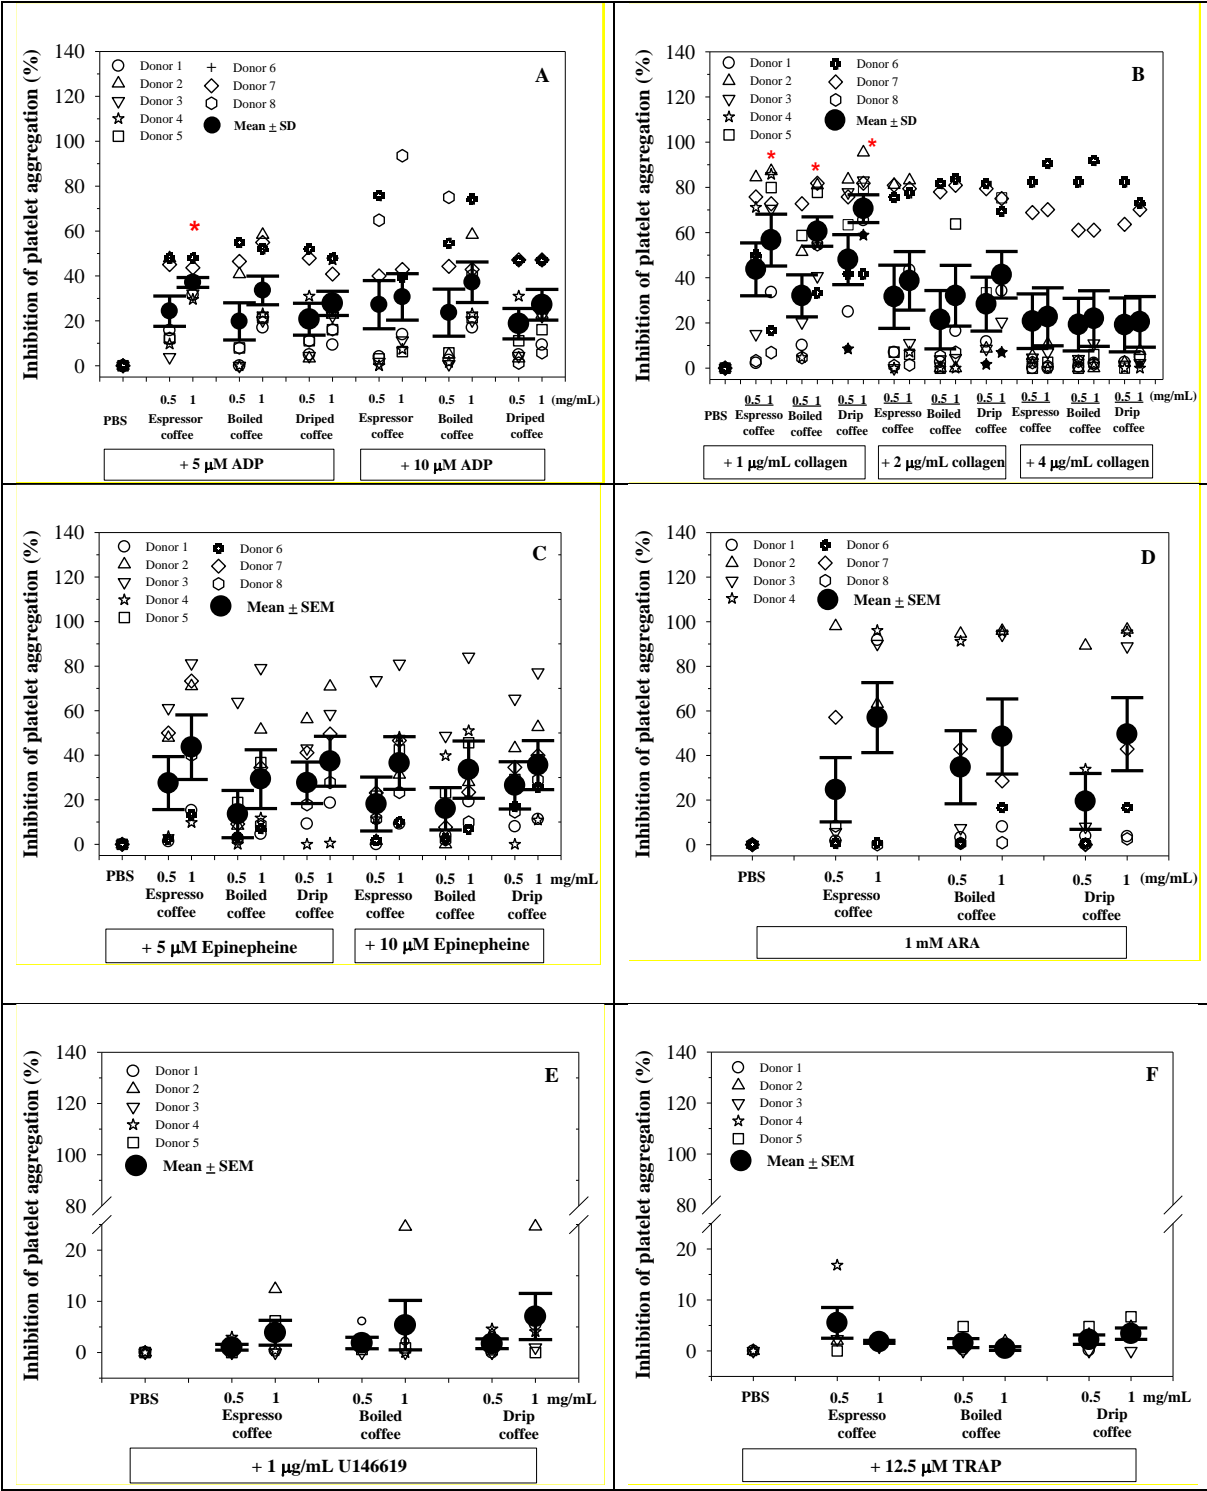 Inhibition of platelet aggregation (%)
140
120
100
80
60
40
20
0
A
Donor 1
Donor 2
Donor 3
Donor 4
Donor 5
Donor 6
Donor 7
Donor 8
Mean ± SD
*
0.5 1 0.5 1 0.5 1 0.5 1 0.5 1 0.5 1 (mg/mL)
PBS Espressor Boiled Driped Espressor Boiled Driped
coffee coffee coffee coffee coffee coffee
+ 5 µM ADP + 10 µM ADP
Inhibition of platelet aggregation (%)
140
120
100
80
60
40
20
0
B
Donor 1
Donor 2
Donor 3
Donor 4
Donor 5
Donor 6
Donor 7
Donor 8
Mean ± SD
* * *
0.5 1 0.5 1 0.5 1 0.5 1 0.5 1 0.5 1 0.5 1 0.5 1 0.5 1 (mg/mL)
PBS Espresso Boiled Drip Espresso Boiled Drip Espresso Boiled Drip
coffee coffee coffee coffee coffee coffee coffee coffee coffee
+ 1 µg/mL collagen + 2 µg/mL collagen + 4 µg/mL collagen
Inhibition of platelet aggregation (%)
140
120
100
80
60
40
20
0
C
Donor 1
Donor 2
Donor 3
Donor 4
Donor 5
Donor 6
Donor 7
Donor 8
Mean ± SEM
PBS 0.5 1 0.5 1 0.5 1 0.5 1 0.5 1 0.5 1 mg/mL
Espresso Boiled Drip Espresso Boiled Drip
coffee coffee coffee coffee coffee coffee
+ 5 µM Epinepheine + 10 µM Epinepheine
Inhibition of platelet aggregation (%)
140
120
100
80
60
40
20
0
D
Donor 1
Donor 2
Donor 3
Donor 4
Donor 6
Donor 7
Donor 8
Mean ± SEM
PBS 0.5 1 0.5 1 0.5 1 (mg/mL)
Espresso Boiled Drip
coffee coffee coffee
1 mM ARA
Inhibition of platelet aggregation (%)
140
120
100
80
20
10
0
E
Donor 1
Donor 2
Donor 3
Donor 4
Donor 5
Mean ± SEM
PBS 0.5 1 0.5 1 0.5 1 mg/mL
Espresso Boiled Drip
coffee coffee coffee
+ 1 µg/mL U146619
Inhibition of platelet aggregation (%)
140
120
100
80
20
10
0
F
Donor 1
Donor 2
Donor 3
Donor 4
Donor 5
Mean ± SEM
PBS 0.5 1 0.5 1 0.5 1 mg/mL
Espresso Boiled Drip
coffee coffee coffee
+ 12.5 µM TRAP